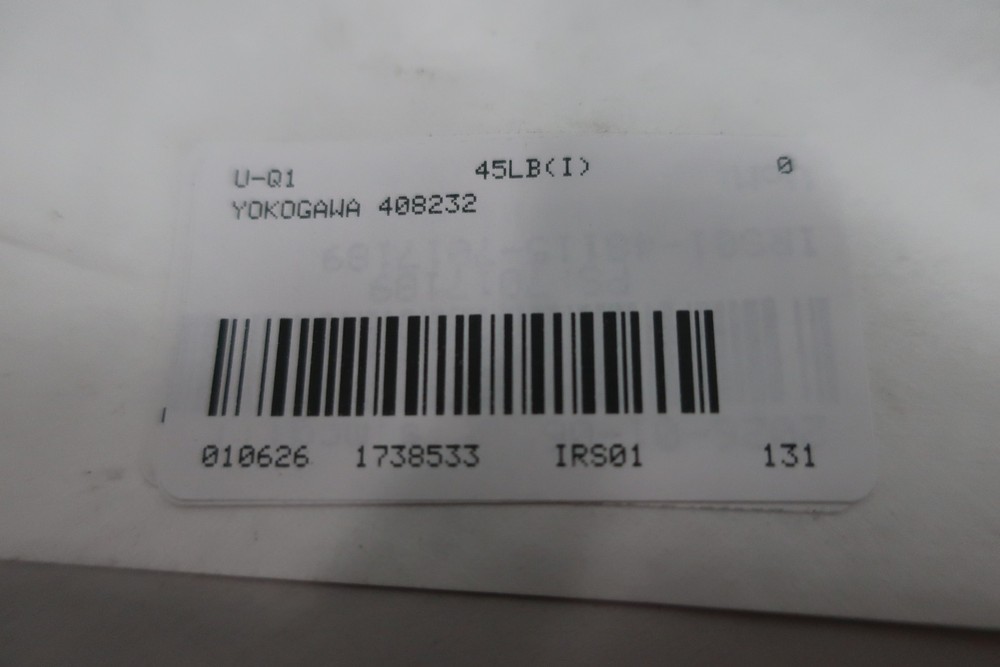 U-Q1 45LB(I) 0
YOKOGAWA 408232
010626 1738533 IRS01 131